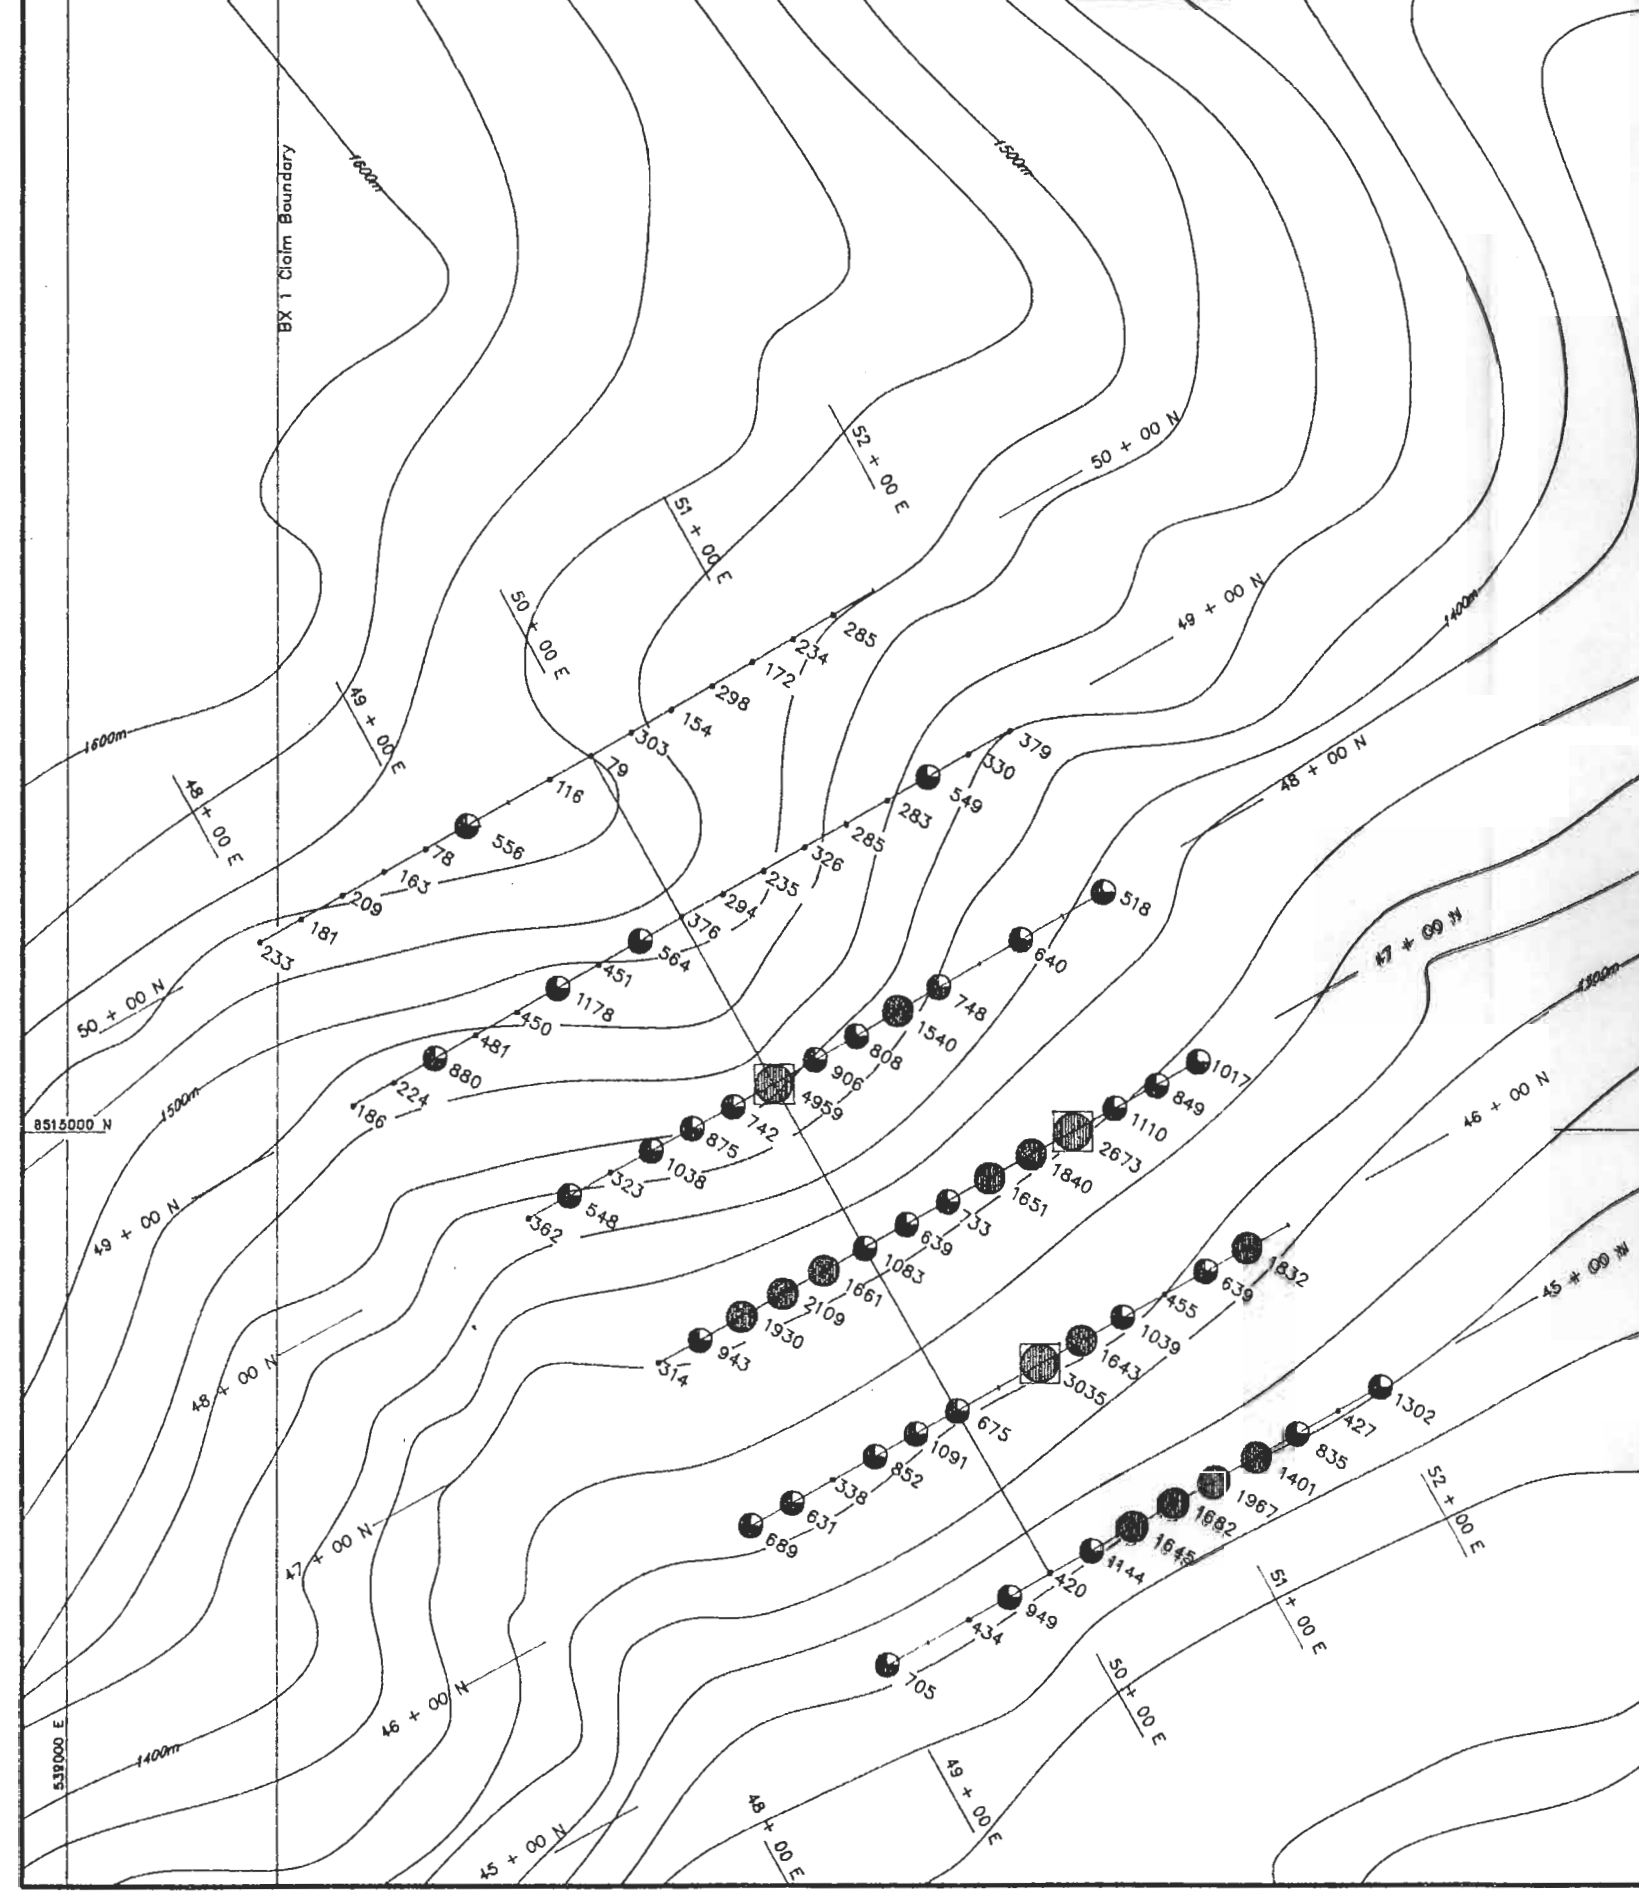 1600m
BX 1 Claim Boundary
1500m
52 + 00 E
50 + 00 N
51 + 00 E
50 + 00 E
49 + 00 N
1400m
49 + 00 E
48 + 00 E
1600m
285
234
172
298
154
303
79
116
556
78
163
209
181
233
48 + 00 N
379
330
549
283
285
326
235
294
376
564
451
1178
450
481
880
224
186
47 + 00 N
1300m
50 + 00 N
1500m
518
640
748
1540
808
906
4959
742
875
1038
323
548
362
8515000 N
46 + 00 N
49 + 00 N
1017
849
1110
2673
1840
1651
733
639
1083
1661
2109
1930
943
314
45 + 00 N
48 + 00 N
1832
639
455
1039
1643
3035
675
1091
852
338
631
689
47 + 00 N
1302
427
835
1401
1967
1682
1645
1144
420
949
434
705
52 + 00 E
51 + 00 E
50 + 00 E
49 + 00 E
48 + 00 E
46 + 00 N
1400m
539000 E
45 + 00 N